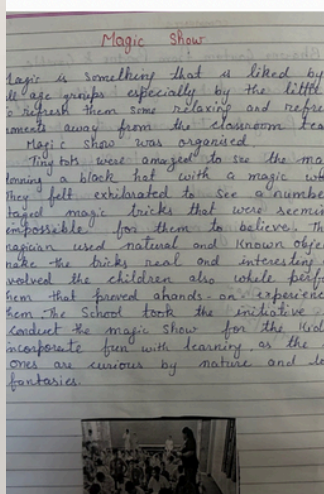 Magic Show
Magic is something that is liked by
all age groups especially by the little
to refresh them some relaxing and refre
moments away from the classroom tea
Magic show was organised
Tiny tots were amazed to see the ma
donning a black hat with a magic wa
They felt exhilarated to see a numbe
staged magic tricks that were seemin
impossible for them to believe. Th
magician used natural and known obje
make the tricks real and interesting
involved the children also while perf
them that proved ahands-on experienc
them. The School took the initiative
conduct the magic show for the Kid
incorporate fun with learning as the
ones are curious by nature and lo
fantasies.